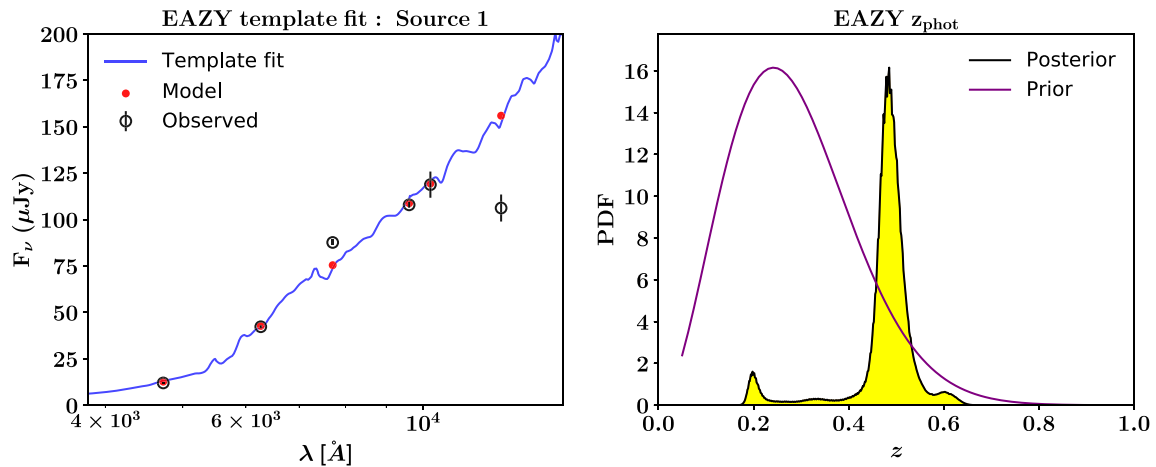 EAZY template fit : Source 1
200
175
150
125
100
75
50
25
0
F_ν (μJy)
Template fit
Model
Observed
4 × 10³
6 × 10³
10⁴
λ [Å]
EAZY z_phot
16
14
12
10
8
6
4
2
0
PDF
Posterior
Prior
0.0
0.2
0.4
0.6
0.8
1.0
z